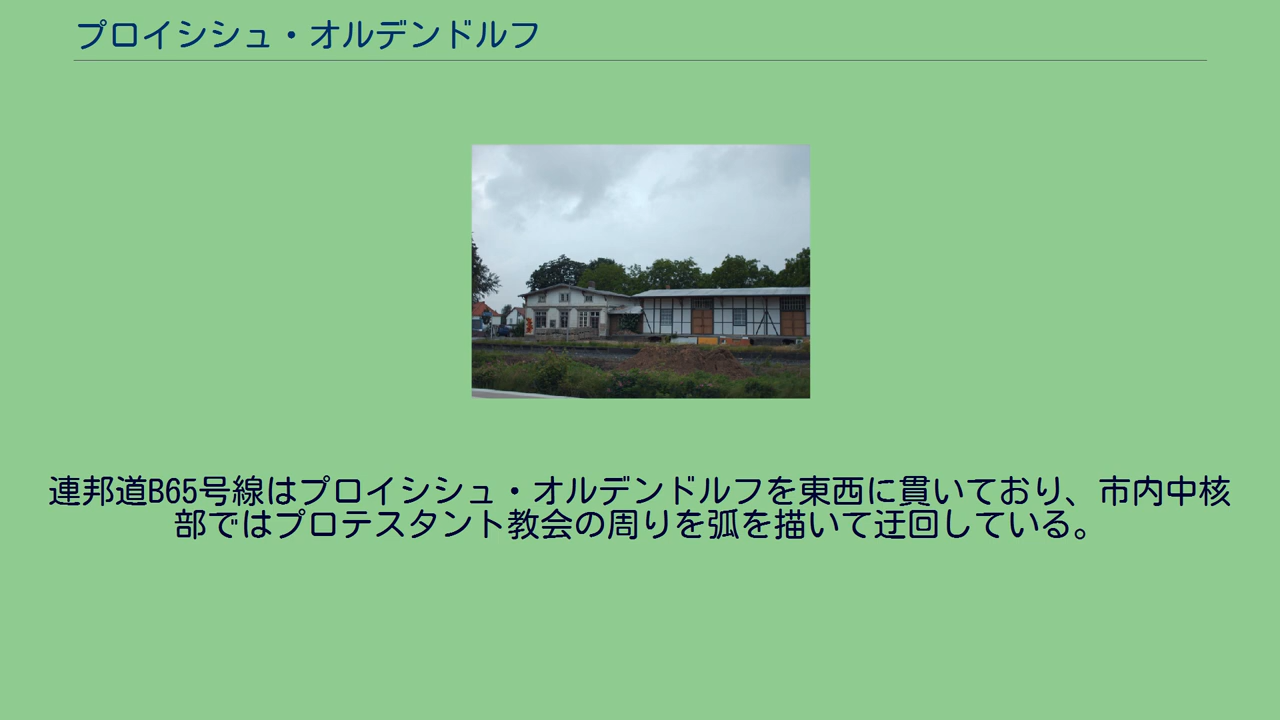 プロイシシュ・オルデンドルフ
連邦道B65号線はプロイシシュ・オルデンドルフを東西に貫いており、市内中核
部ではプロテスタント教会の周りを弧を描いて迂回している。